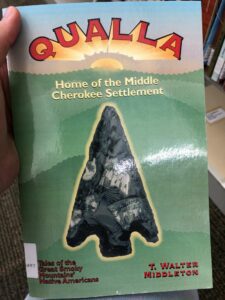 QUALLA
Home of the Middle
Cherokee Settlement
Tales of the
Great Smoky
Mountains'
Native Americans
T. WALTER
MIDDLETON